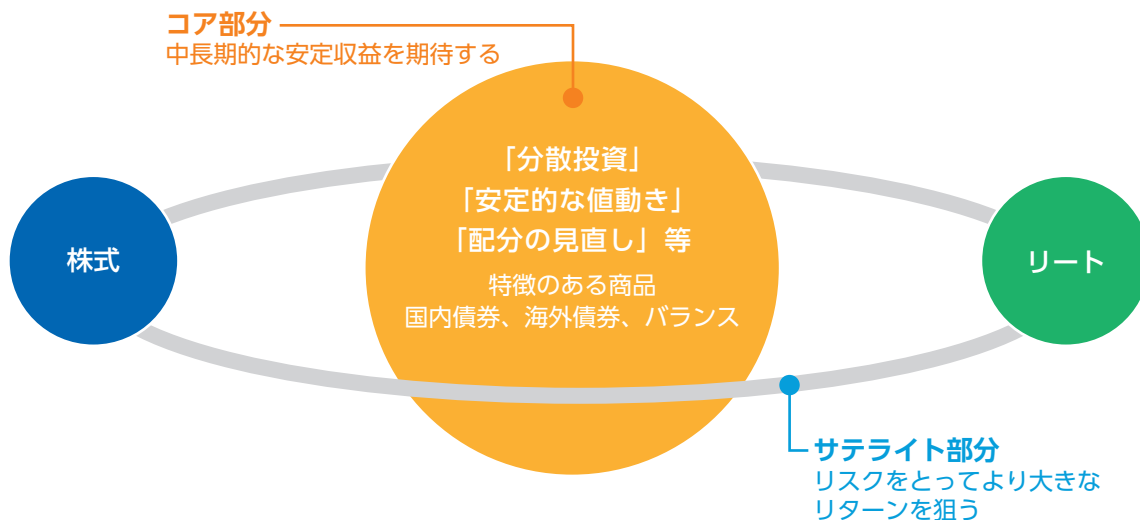 コア部分
中長期的な安定収益を期待する
「分散投資」
「安定的な値動き」
「配分の見直し」等
特徴のある商品
国内債券、海外債券、バランス
株式
リート
サテライト部分
リスクをとってより大きな
リターンを狙う